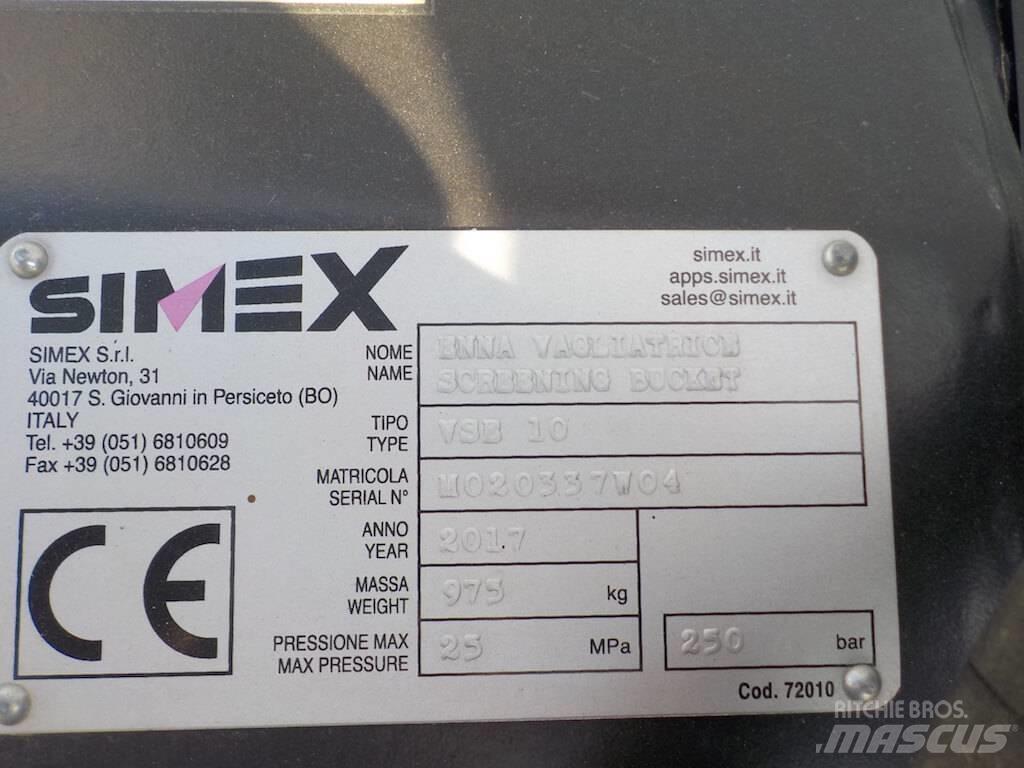 SIMEX
simex.it
apps.simex.it
sales@simex.it
SIMEX S.r.l.
Via Newton, 31
40017 S. Giovanni in Persiceto (BO)
ITALY
Tel. +39 (051) 6810609
Fax +39 (051) 6810628
CE
NOME ENNA VAGLIATRICE
NAME SCREENING BUCKET
TIPO
TYPE VSE 10
MATRICOLA
SERIAL N° M020337W04
ANNO
YEAR 2017
MASSA
WEIGHT 975 kg
PRESSIONE MAX
MAX PRESSURE 25 MPa 250 bar
Cod. 72010
RITCHIE BROS.
MASCUS